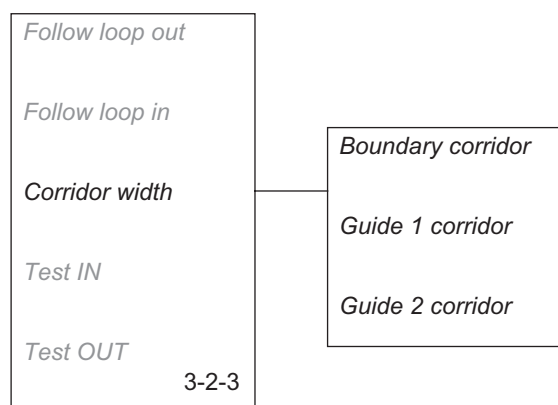 Follow loop out
Follow loop in
Corridor width
Test IN
Test OUT
3-2-3
Boundary corridor
Guide 1 corridor
Guide 2 corridor